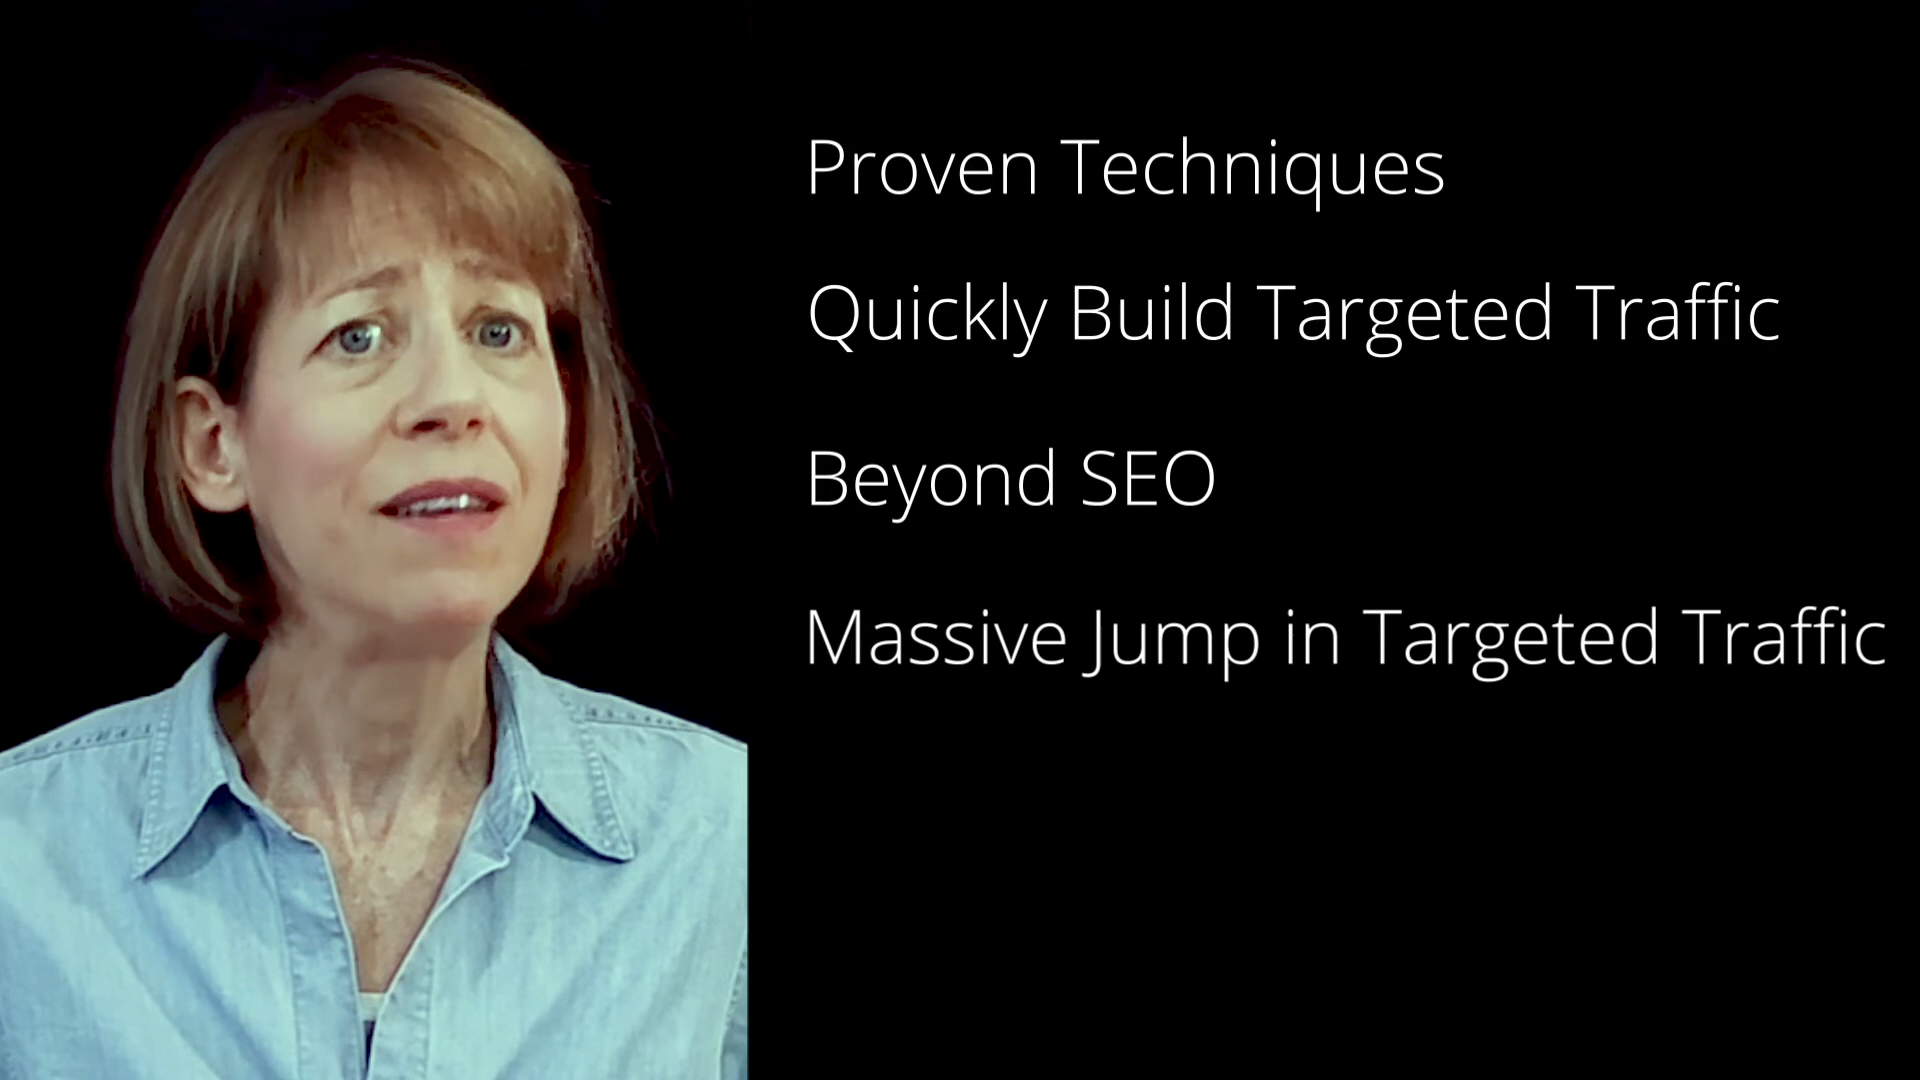 Proven Techniques
Quickly Build Targeted Traffic
Beyond SEO
Massive Jump in Targeted Traffic